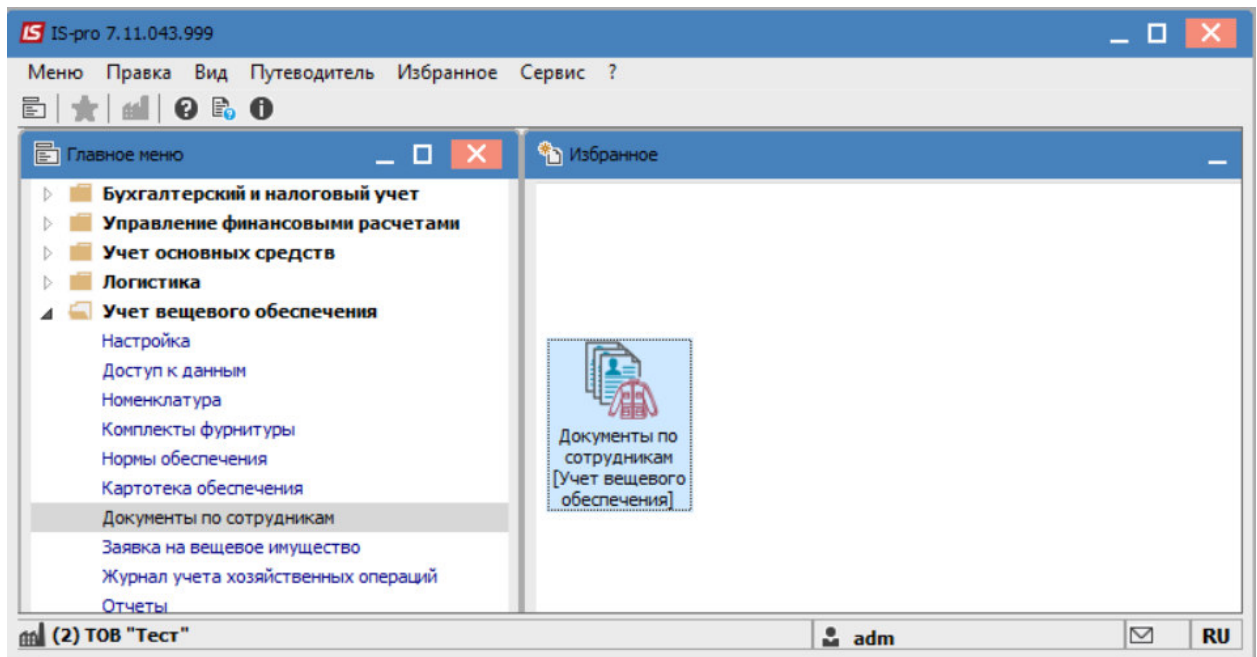 IS-pro 7.11.043.999
Меню Правка Вид Путеводитель Избранное Сервис ?
Главное меню
Бухгалтерский и налоговый учет
Управление финансовыми расчетами
Учет основных средств
Логистика
Учет вещевого обеспечения
Настройка
Доступ к данным
Номенклатура
Комплекты фурнитуры
Нормы обеспечения
Картотека обеспечения
Документы по сотрудникам
Заявка на вещевое имущество
Журнал учета хозяйственных операций
Отчеты
Избранное
Документы по
сотрудникам
[Учет вещевого
обеспечения]
(2) ТОВ "Тест"
adm
RU